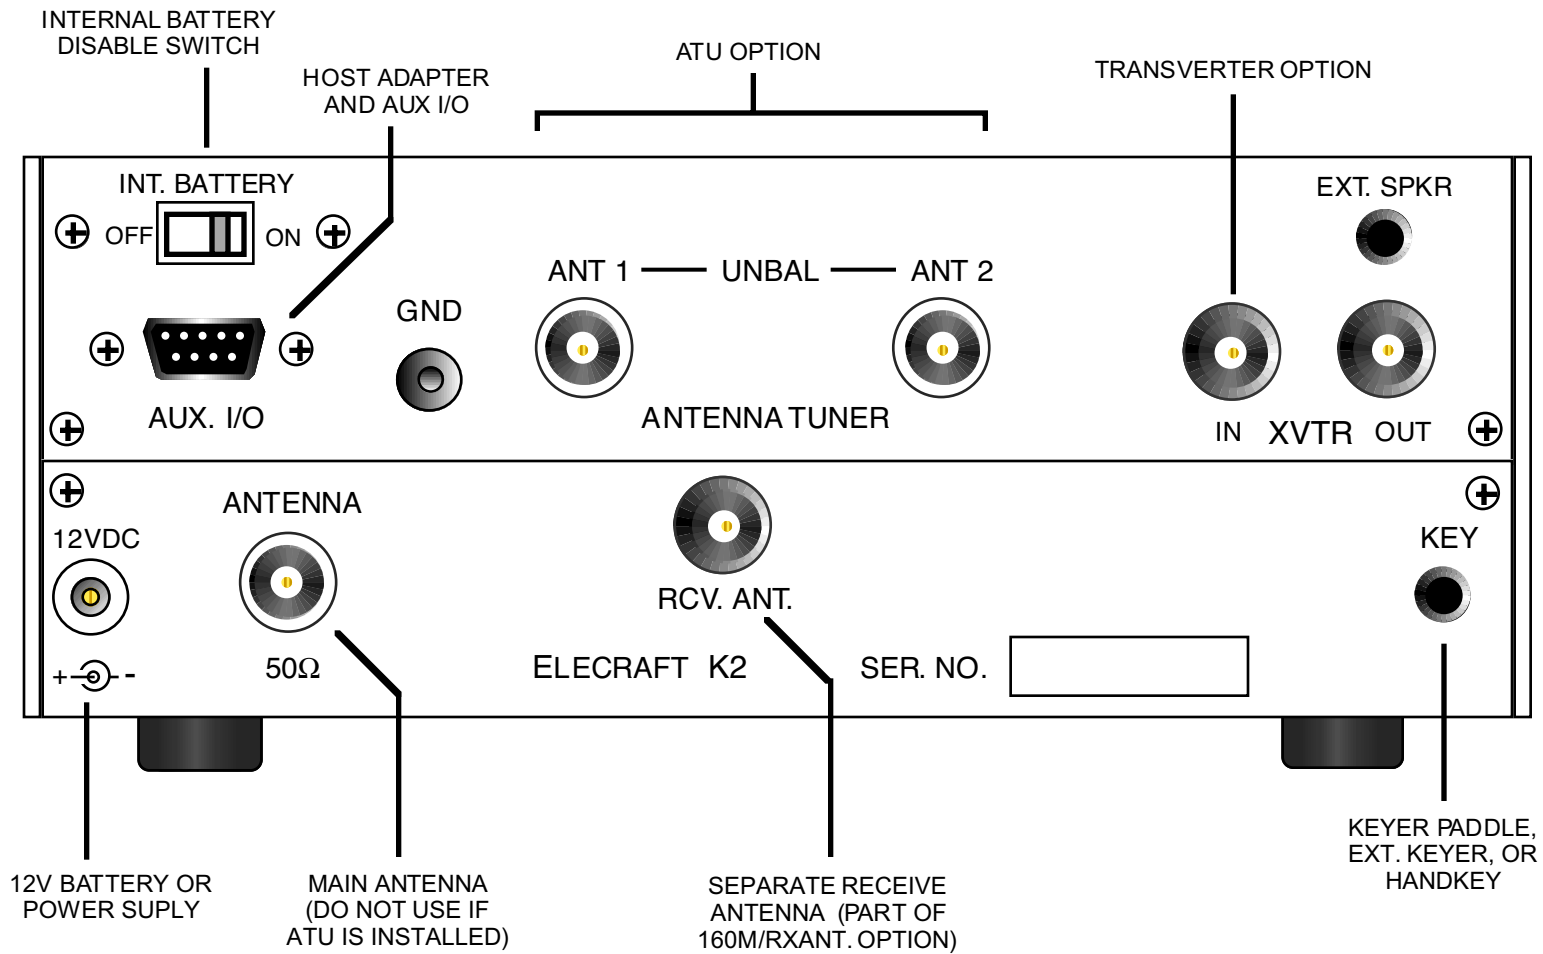 INTERNAL BATTERY
DISABLE SWITCH
HOST ADAPTER
AND AUX I/O
ATU OPTION
TRANSVERTER OPTION
INT. BATTERY
OFF
ON
EXT. SPKR
ANT 1
UNBAL
ANT 2
GND
AUX. I/O
ANTENNA TUNER
IN
XVTR
OUT
ANTENNA
12VDC
KEY
RCV. ANT.
+
-
50Ω
ELECRAFT K2
SER. NO.
12V BATTERY OR
POWER SUPLY
MAIN ANTENNA
(DO NOT USE IF
ATU IS INSTALLED)
SEPARATE RECEIVE
ANTENNA (PART OF
160M/RXANT. OPTION)
KEYER PADDLE,
EXT. KEYER, OR
HANDKEY